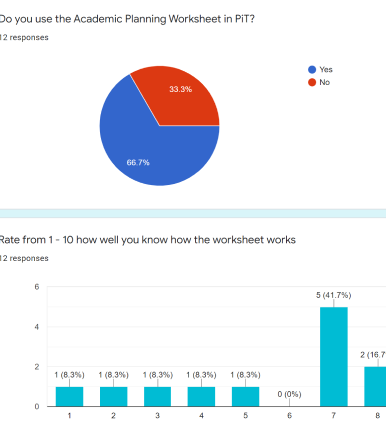 Do you use the Academic Planning Worksheet in PiT?
12 responses
Yes
No
33.3%
66.7%
Rate from 1 - 10 how well you know how the worksheet works
12 responses
6
4
2
0
1 (8.3%) 1 (8.3%) 1 (8.3%) 1 (8.3%) 1 (8.3%) 0 (0%) 5 (41.7%) 2 (16.7
1 2 3 4 5 6 7 8